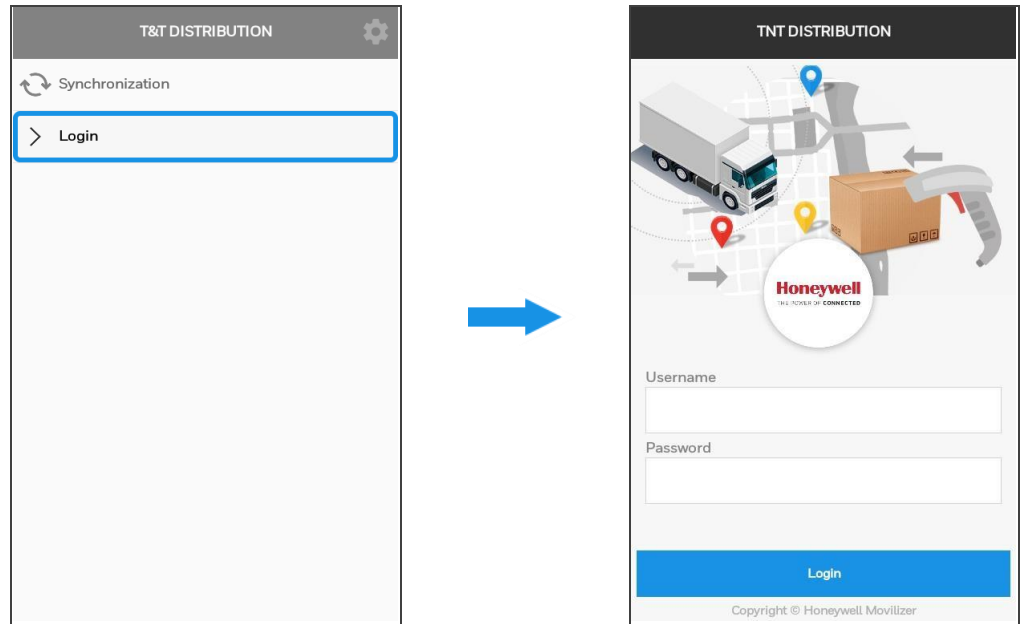 T&T DISTRIBUTION
Synchronization
Login
TNT DISTRIBUTION
Honeywell
THE POWER OF CONNECTED
Username
Password
Login
Copyright © Honeywell Movilizer